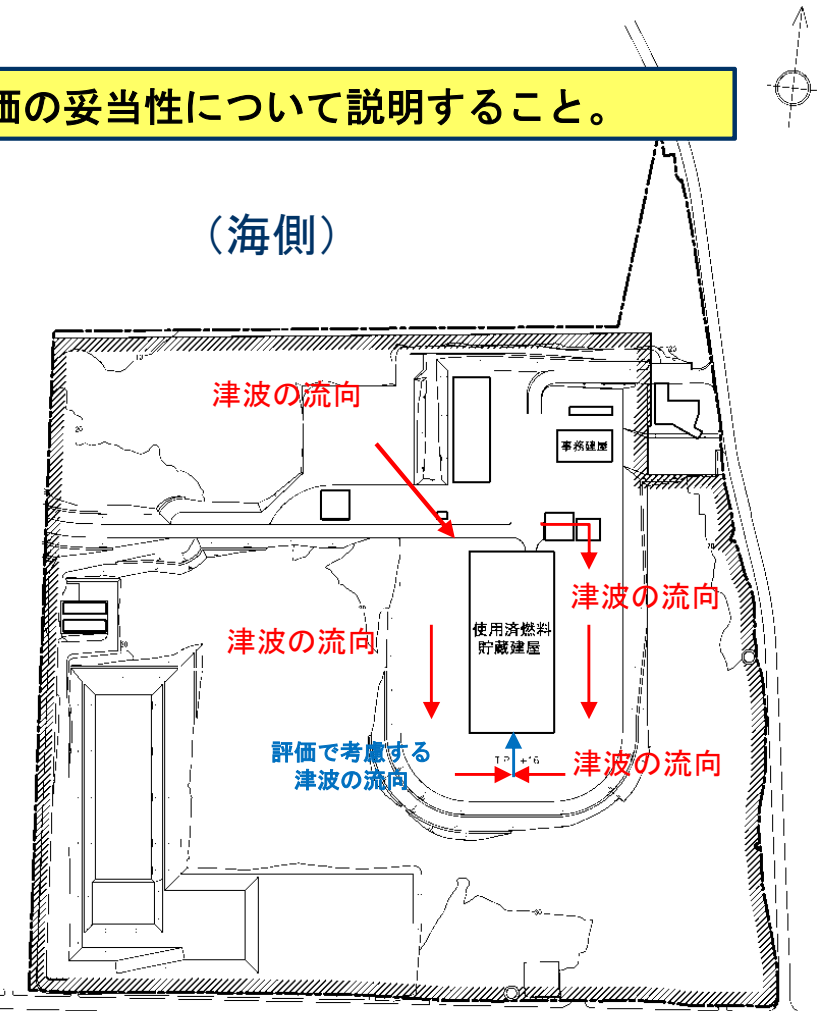 価の妥当性について説明すること。
（海側）
津波の流向
事務建屋
津波の流向
使用済燃料
貯蔵建屋
津波の流向
評価で考慮する
津波の流向
津波の流向